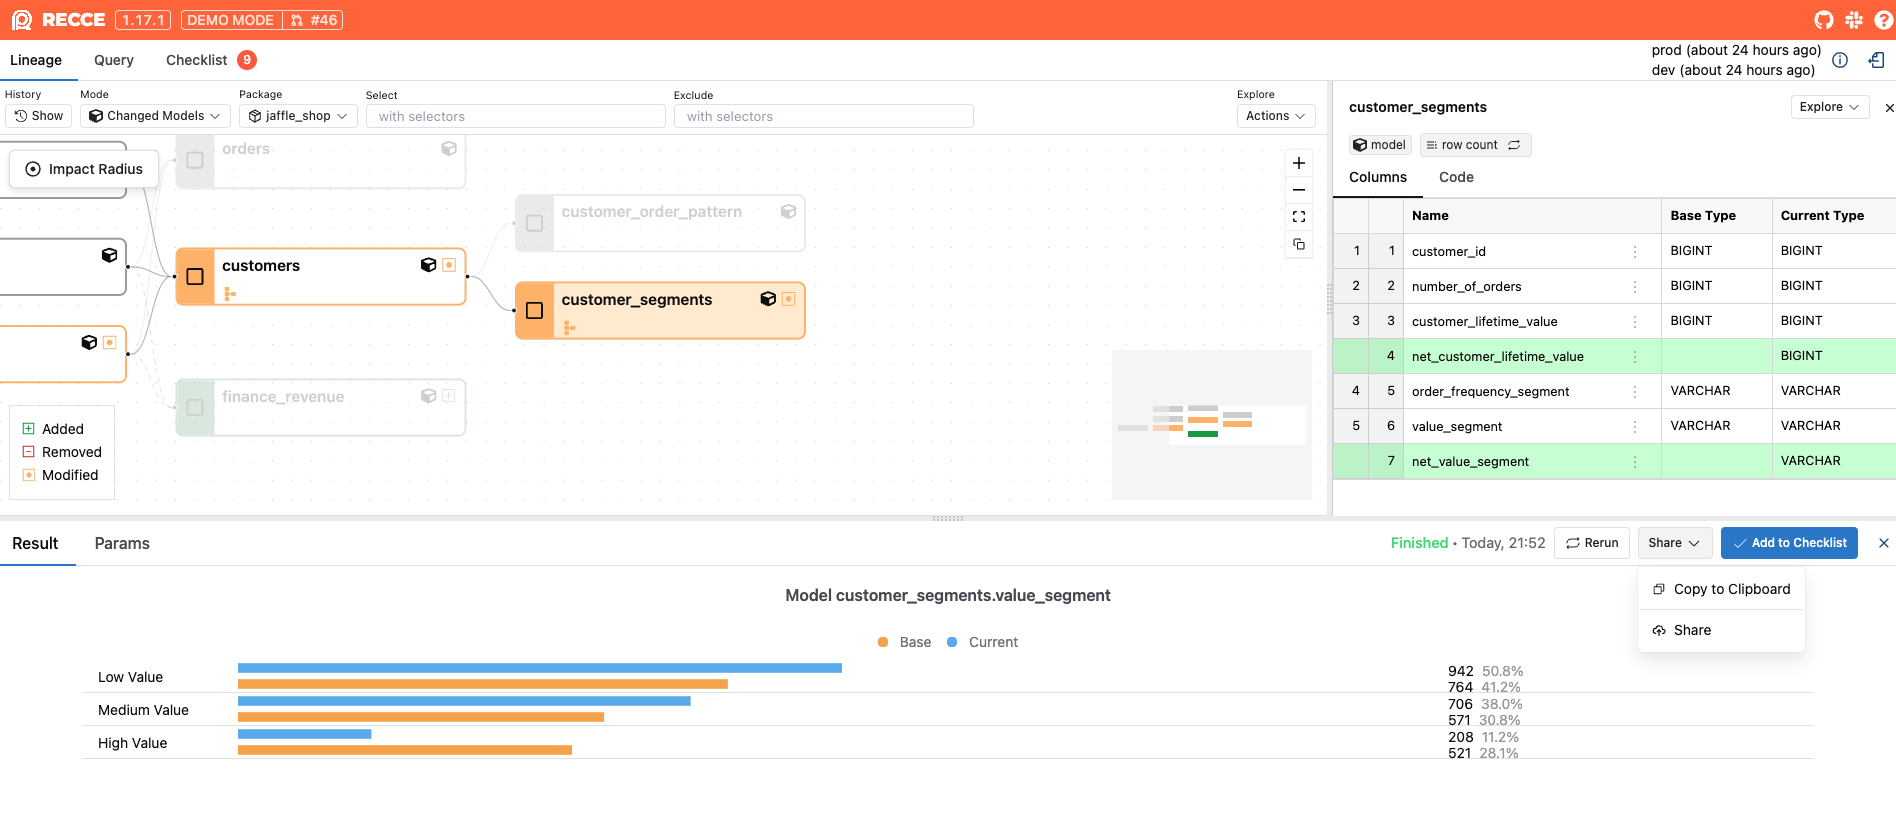 RECCE 1.17.1 DEMO MODE #46
Lineage Query Checklist 9
prod (about 24 hours ago)
dev (about 24 hours ago)
History Mode Package Select Exclude Explore
Show Changed Models jaffle_shop with selectors with selectors Actions
Impact Radius
orders
customer_order_pattern
customers
customer_segments
finance_revenue
Added
Removed
Modified
customer_segments Explore
model row count
Columns Code
Name Base Type Current Type
1 1 customer_id BIGINT BIGINT
2 2 number_of_orders BIGINT BIGINT
3 3 customer_lifetime_value BIGINT BIGINT
4 net_customer_lifetime_value BIGINT
4 5 order_frequency_segment VARCHAR VARCHAR
5 6 value_segment VARCHAR VARCHAR
7 net_value_segment VARCHAR
Result Params Finished • Today, 21:52 Rerun Share Add to Checklist
Copy to Clipboard
Share
Model customer_segments.value_segment
Base Current
Low Value 942 50.8%
764 41.2%
Medium Value 706 38.0%
571 30.8%
High Value 208 11.2%
521 28.1%